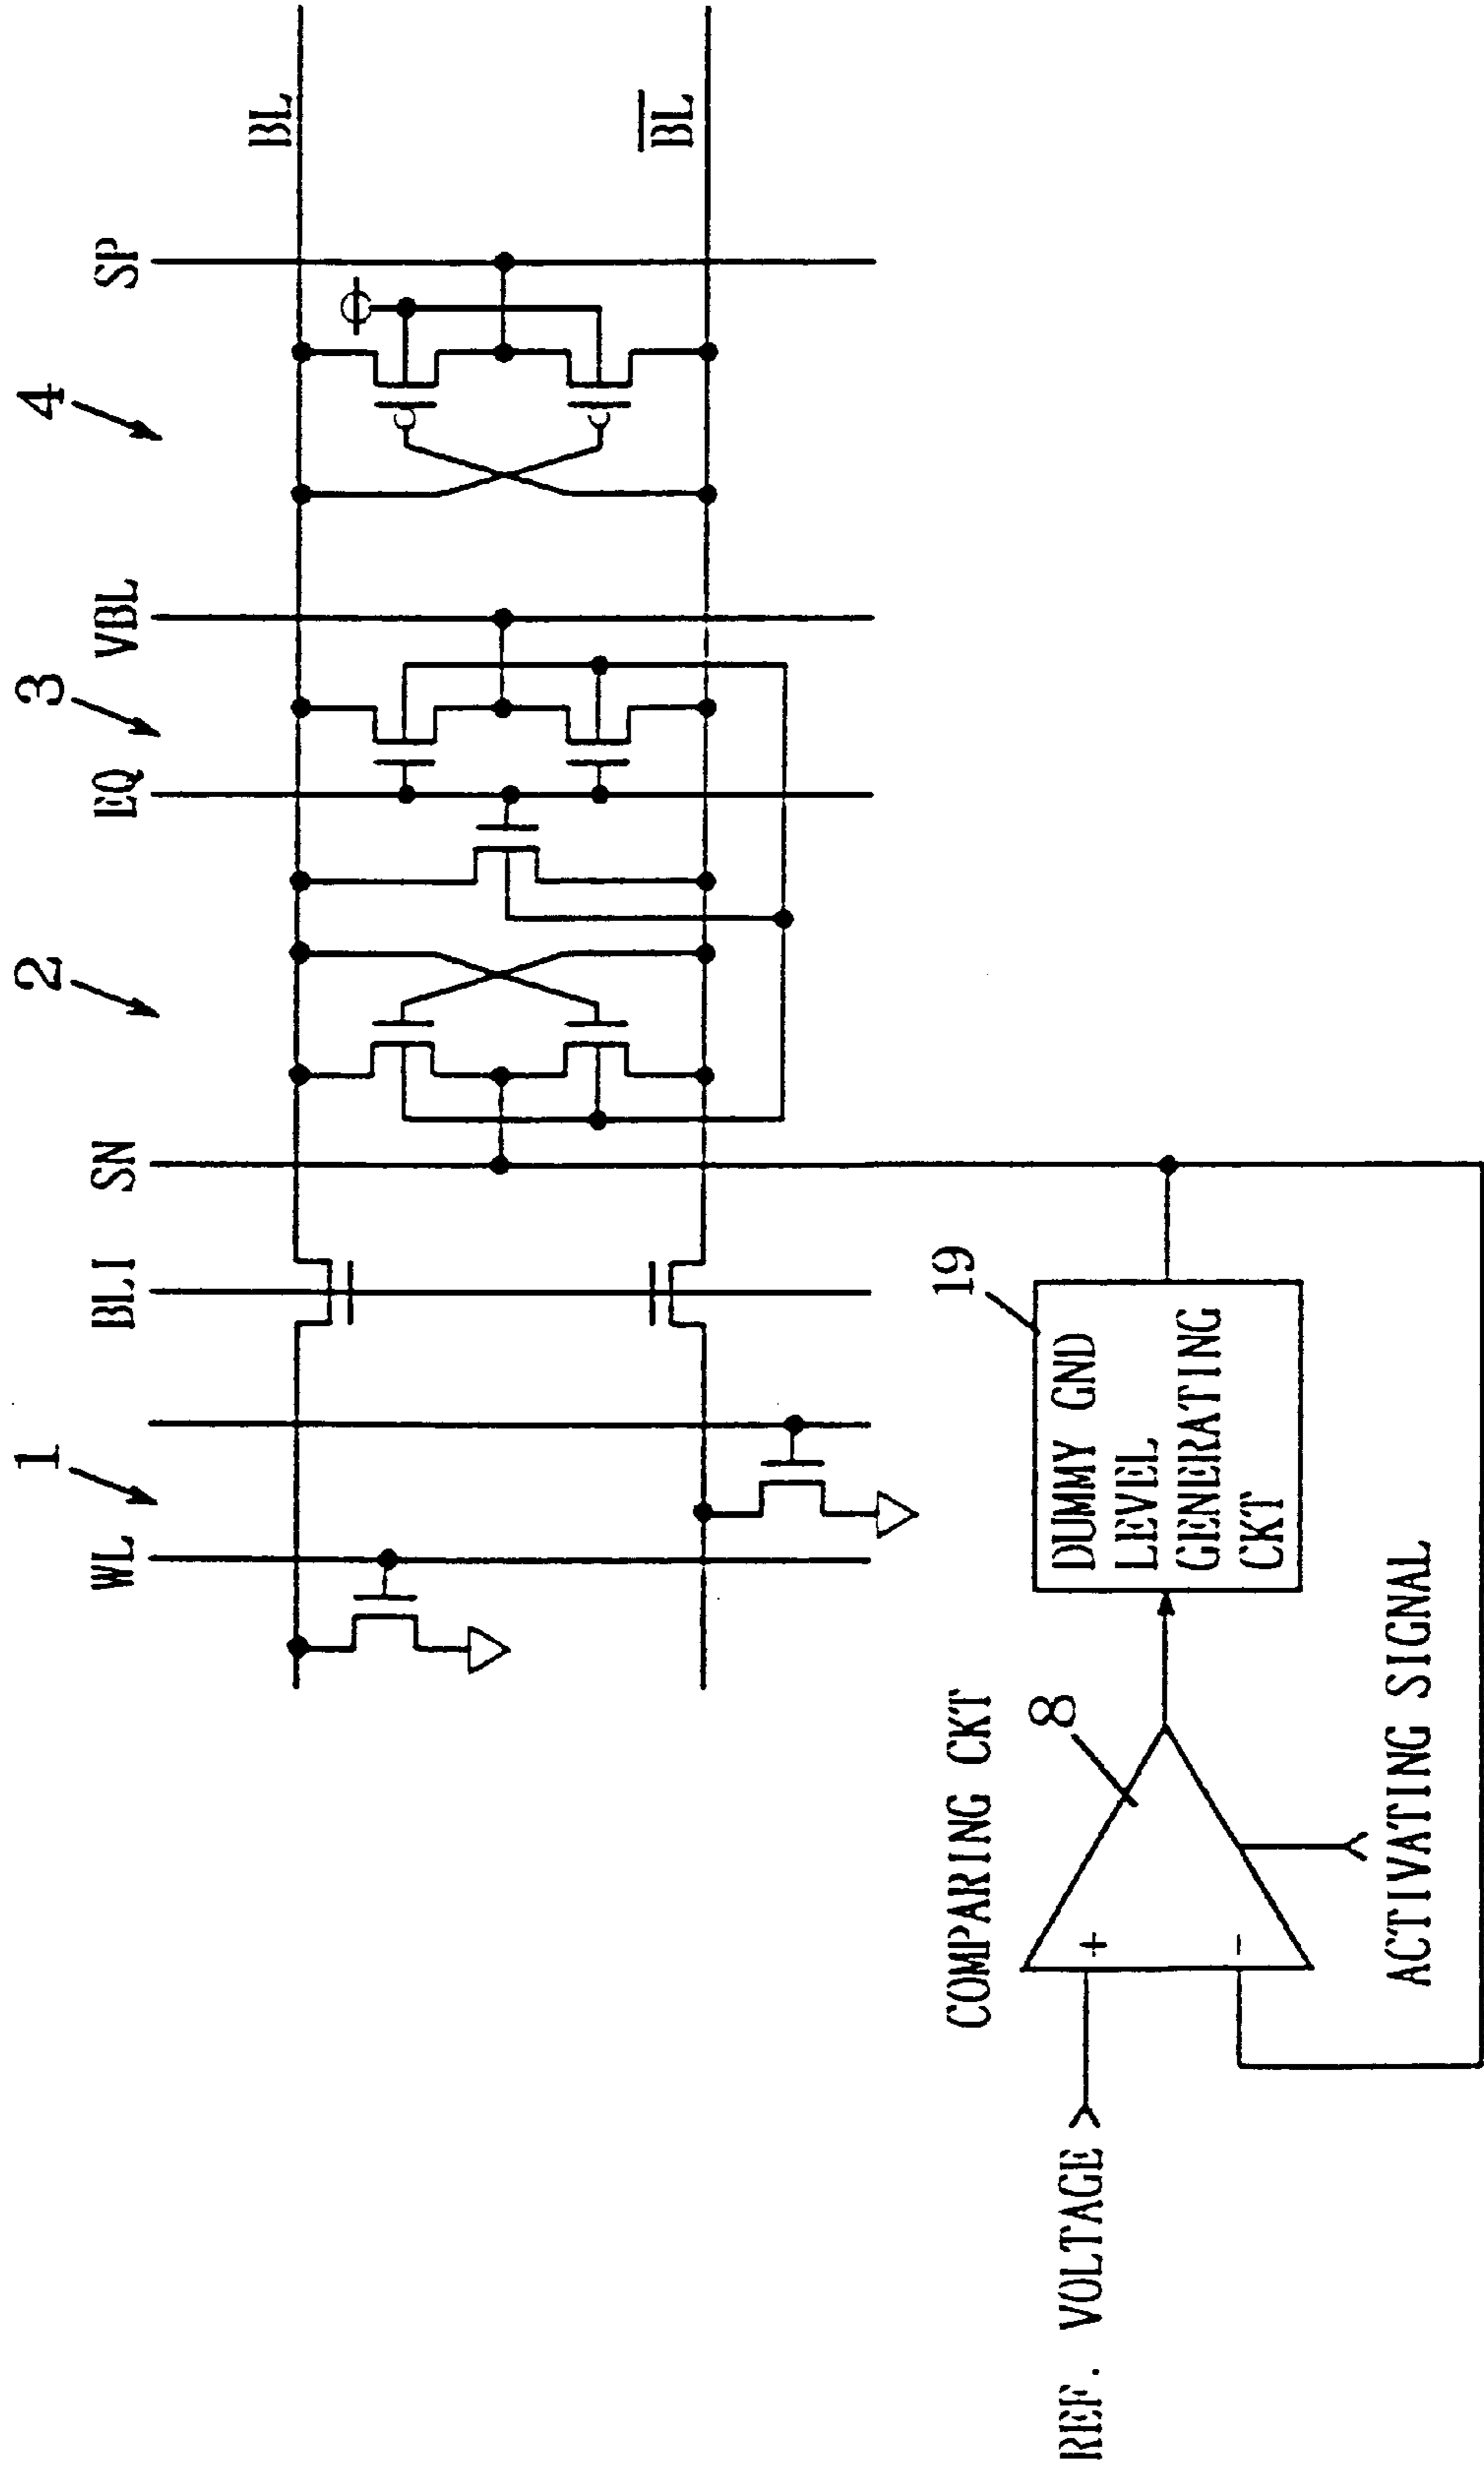 1
2
3
4
WL
BLI
SN
EQ
VBL
SP
BL
BL
COMPARING CKT
8
19
REF. VOLTAGE
+
−
DUMMY GND
LEVEL
GENERATING
CKT
ACTIVATING SIGNAL